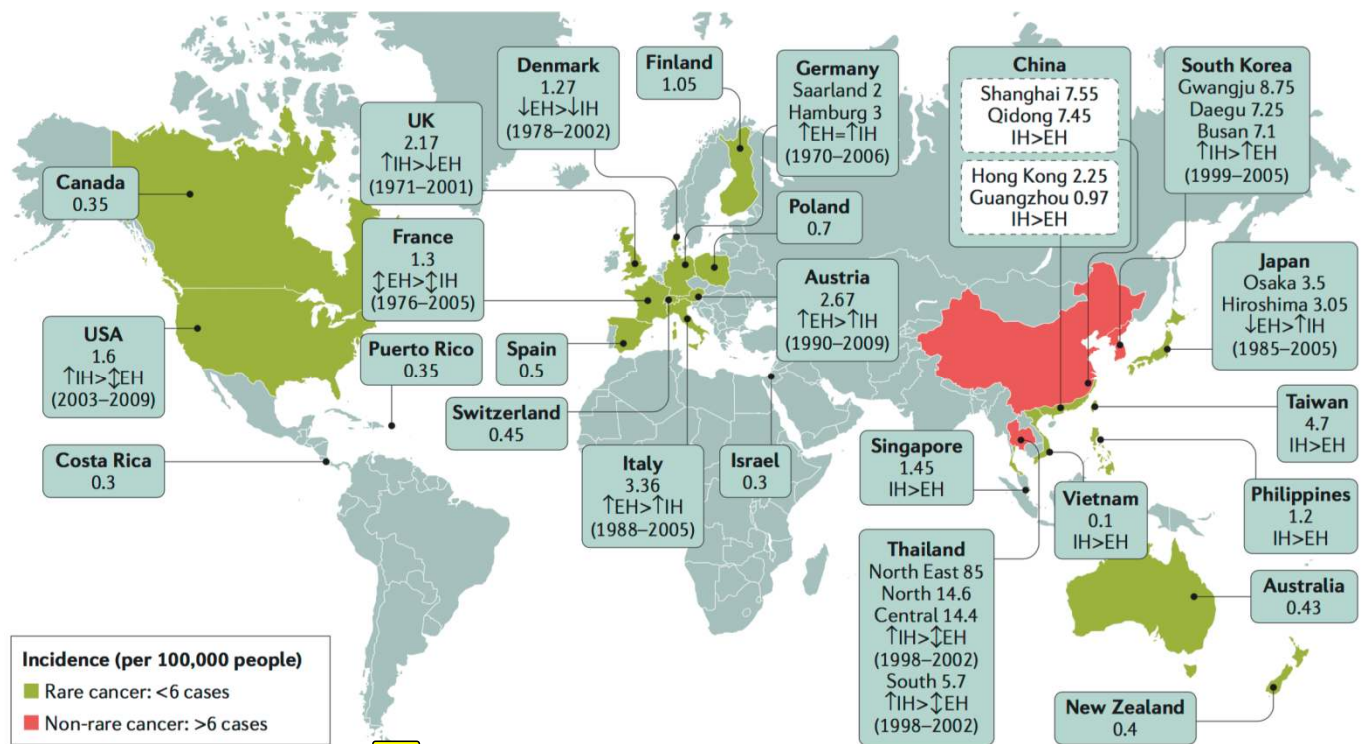 Denmark
1.27
↓EH>↓IH
(1978–2002)
Finland
1.05
Germany
Saarland 2
Hamburg 3
↑EH=↑IH
(1970–2006)
China
Shanghai 7.55
Qidong 7.45
IH>EH
Hong Kong 2.25
Guangzhou 0.97
IH>EH
South Korea
Gwangju 8.75
Daegu 7.25
Busan 7.1
↑IH>↑EH
(1999–2005)
UK
2.17
↑IH>↓EH
(1971–2001)
Canada
0.35
Poland
0.7
France
1.3
↕EH>↕IH
(1976–2005)
Austria
2.67
↑EH>↑IH
(1990–2009)
Japan
Osaka 3.5
Hiroshima 3.05
↓EH>↑IH
(1985–2005)
USA
1.6
↑IH>↕EH
(2003–2009)
Puerto Rico
0.35
Spain
0.5
Switzerland
0.45
Taiwan
4.7
IH>EH
Costa Rica
0.3
Italy
3.36
↑EH>↑IH
(1988–2005)
Israel
0.3
Singapore
1.45
IH>EH
Vietnam
0.1
IH>EH
Philippines
1.2
IH>EH
Thailand
North East 85
North 14.6
Central 14.4
↑IH>↕EH
(1998–2002)
South 5.7
↑IH>↕EH
(1998–2002)
Australia
0.43
New Zealand
0.4
Incidence (per 100,000 people)
Rare cancer: <6 cases
Non-rare cancer: >6 cases